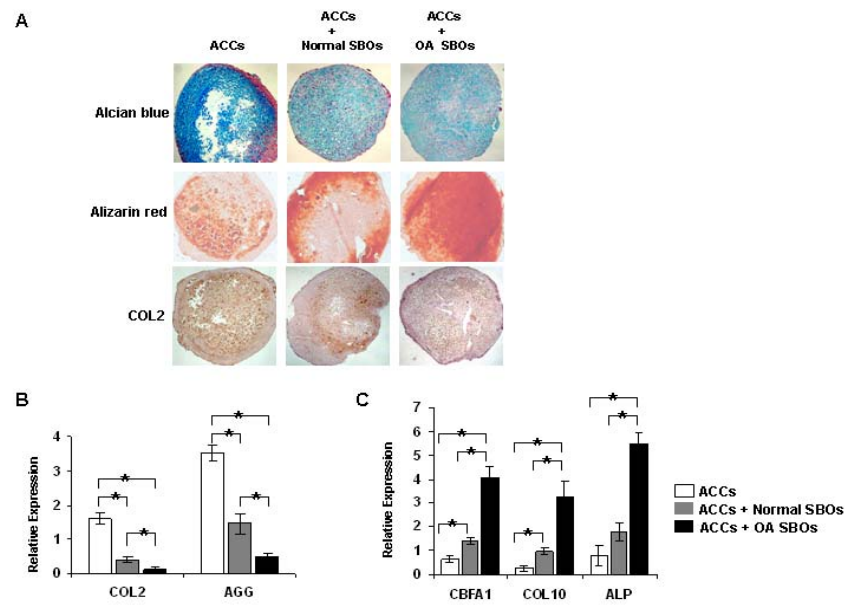 A
ACCs
ACCs
+
Normal SBOs
ACCs
+
OA SBOs
Alcian blue
Alizarin red
COL2
B
Relative Expression
4
3
2
1
0
*
*
*
*
*
*
COL2
AGG
C
Relative Expression
7
6
5
4
3
2
1
0
*
*
*
*
*
*
*
*
CBFA1
COL10
ALP
ACCs
ACCs + Normal SBOs
ACCs + OA SBOs